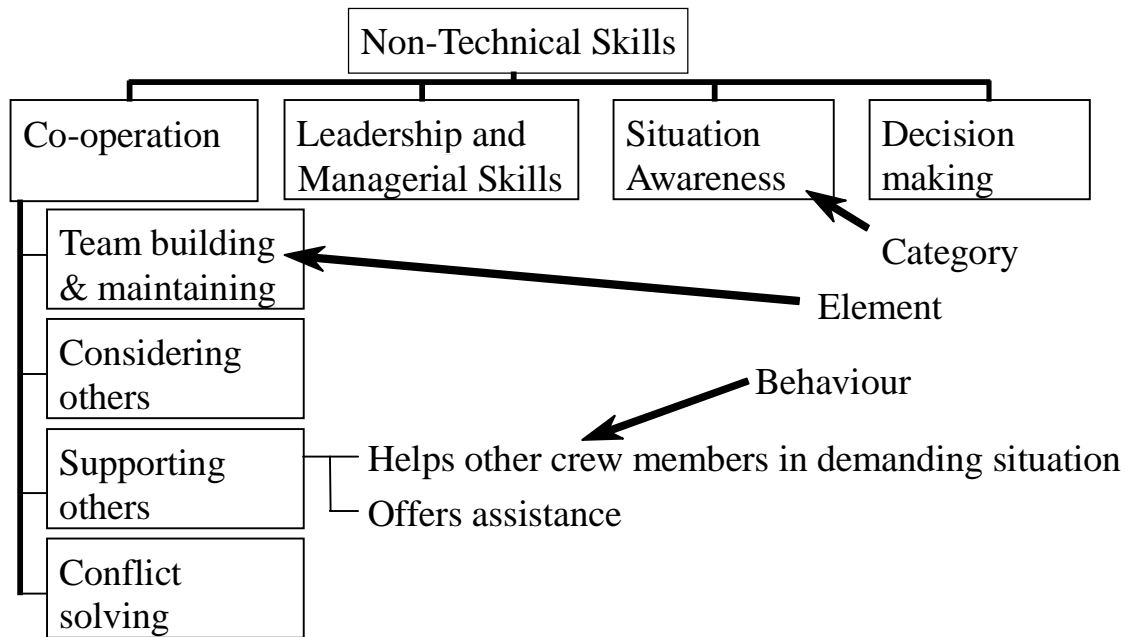 Non-Technical Skills
Co-operation
Leadership and
Managerial Skills
Situation
Awareness
Decision
making
Category
Team building
& maintaining
Element
Considering
others
Behaviour
Supporting
others
Helps other crew members in demanding situation
Offers assistance
Conflict
solving